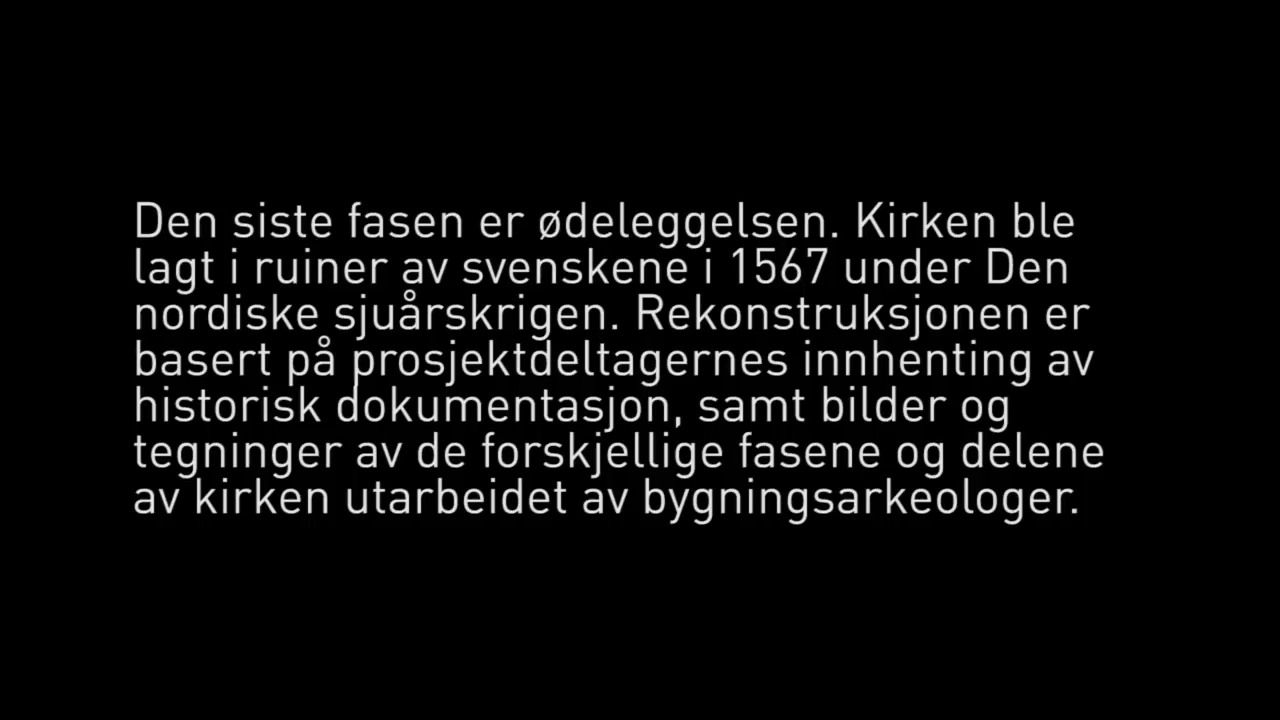 Den siste fasen er ødeleggelsen. Kirken ble
lagt i ruiner av svenskene i 1567 under Den
nordiske sjuårskrigen. Rekonstruksjonen er
basert på prosjektdeltagernes innhenting av
historisk dokumentasjon, samt bilder og
tegninger av de forskjellige fasene og delene
av kirken utarbeidet av bygningsarkeologer.